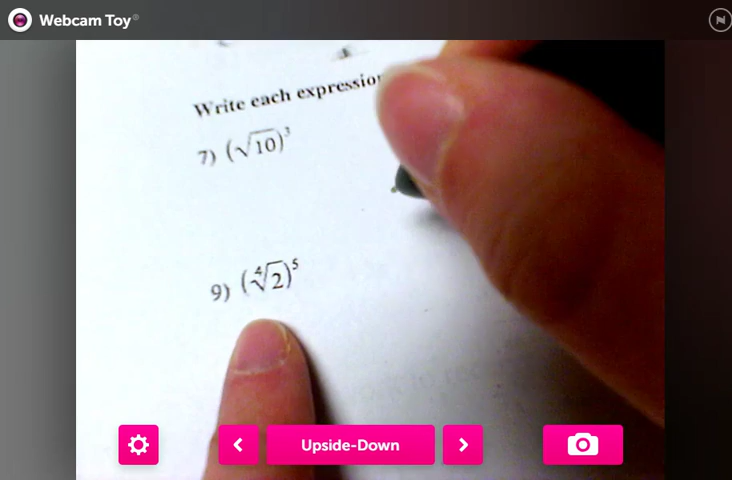 Webcam Toy
Write each expression
7) (√10)³
9) (⁴√2)⁵
Upside-Down